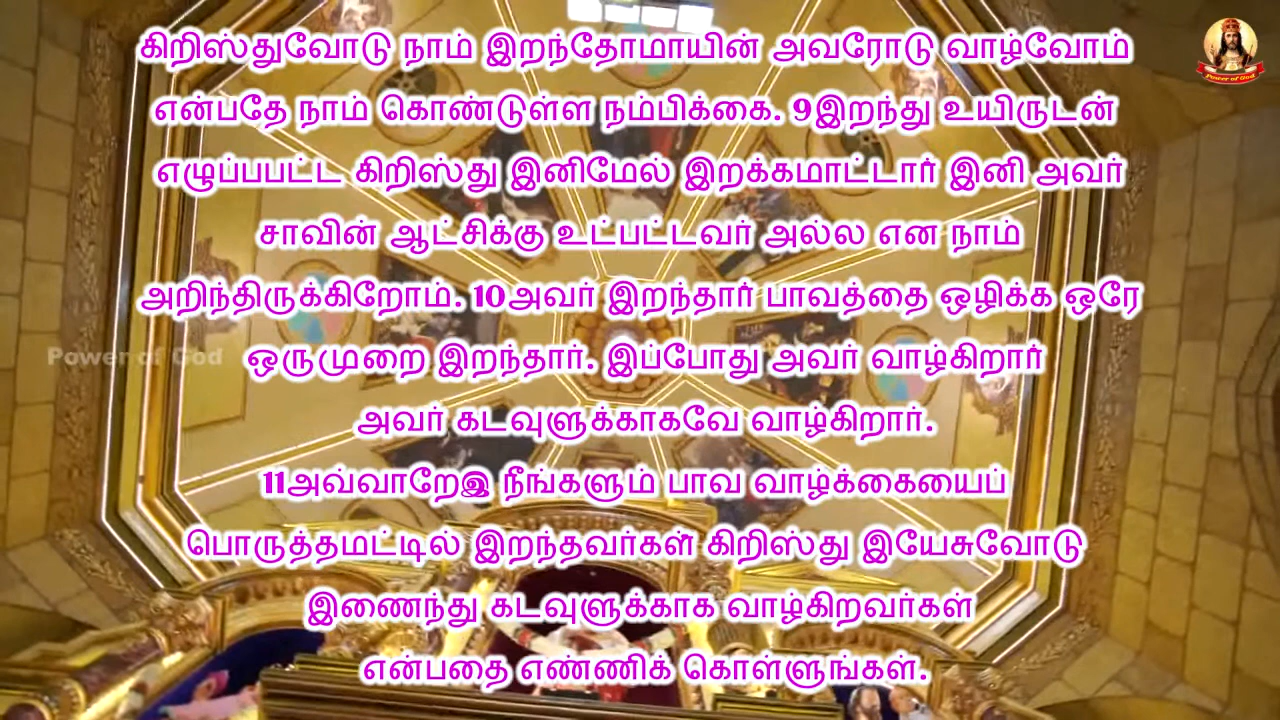 கிறிஸ்துவோடு நாம் இறந்தோமாயின் அவரோடு வாழ்வோம்
என்பதே நாம் கொண்டுள்ள நம்பிக்கை. 9இறந்து உயிருடன்
எழுப்பபட்ட கிறிஸ்து இனிமேல் இறக்கமாட்டார் இனி அவர்
சாவின் ஆட்சிக்கு உட்பட்டவர் அல்ல என நாம்
அறிந்திருக்கிறோம். 10அவர் இறந்தார் பாவத்தை ஒழிக்க ஒரே
ஒருமுறை இறந்தார். இப்போது அவர் வாழ்கிறார்
அவர் கடவுளுக்காகவே வாழ்கிறார்.
11அவ்வாறேஇ நீங்களும் பாவ வாழ்க்கையைப்
பொருத்தமட்டில் இறந்தவர்கள் கிறிஸ்து இயேசுவோடு
இணைந்து கடவுளுக்காக வாழ்கிறவர்கள்
என்பதை எண்ணிக் கொள்ளுங்கள்.
Power of God
Power of God